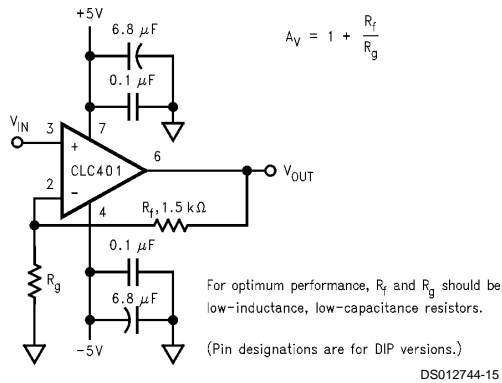 +5V
6.8 μF
0.1 μF
A_V = 1 + R_f / R_g
V_IN
3
7
+
CLC401
6
V_OUT
2
−
4
R_f, 1.5 kΩ
R_g
0.1 μF
6.8 μF
−5V
For optimum performance, R_f and R_g should be
low-inductance, low-capacitance resistors.
(Pin designations are for DIP versions.)
DS012744-15